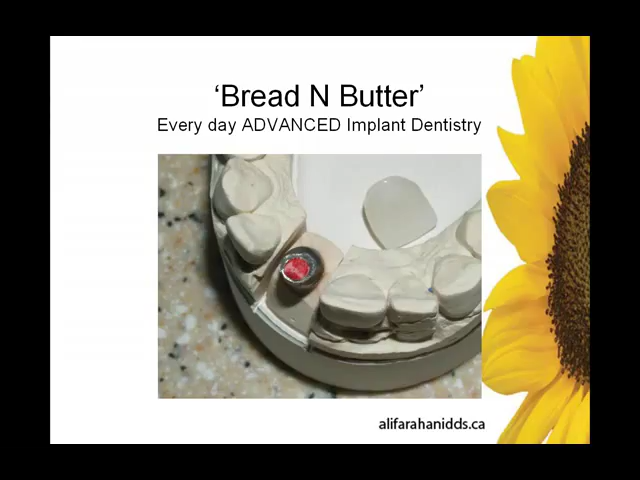 ‘Bread N Butter’
Every day ADVANCED Implant Dentistry
alifarahanidds.ca